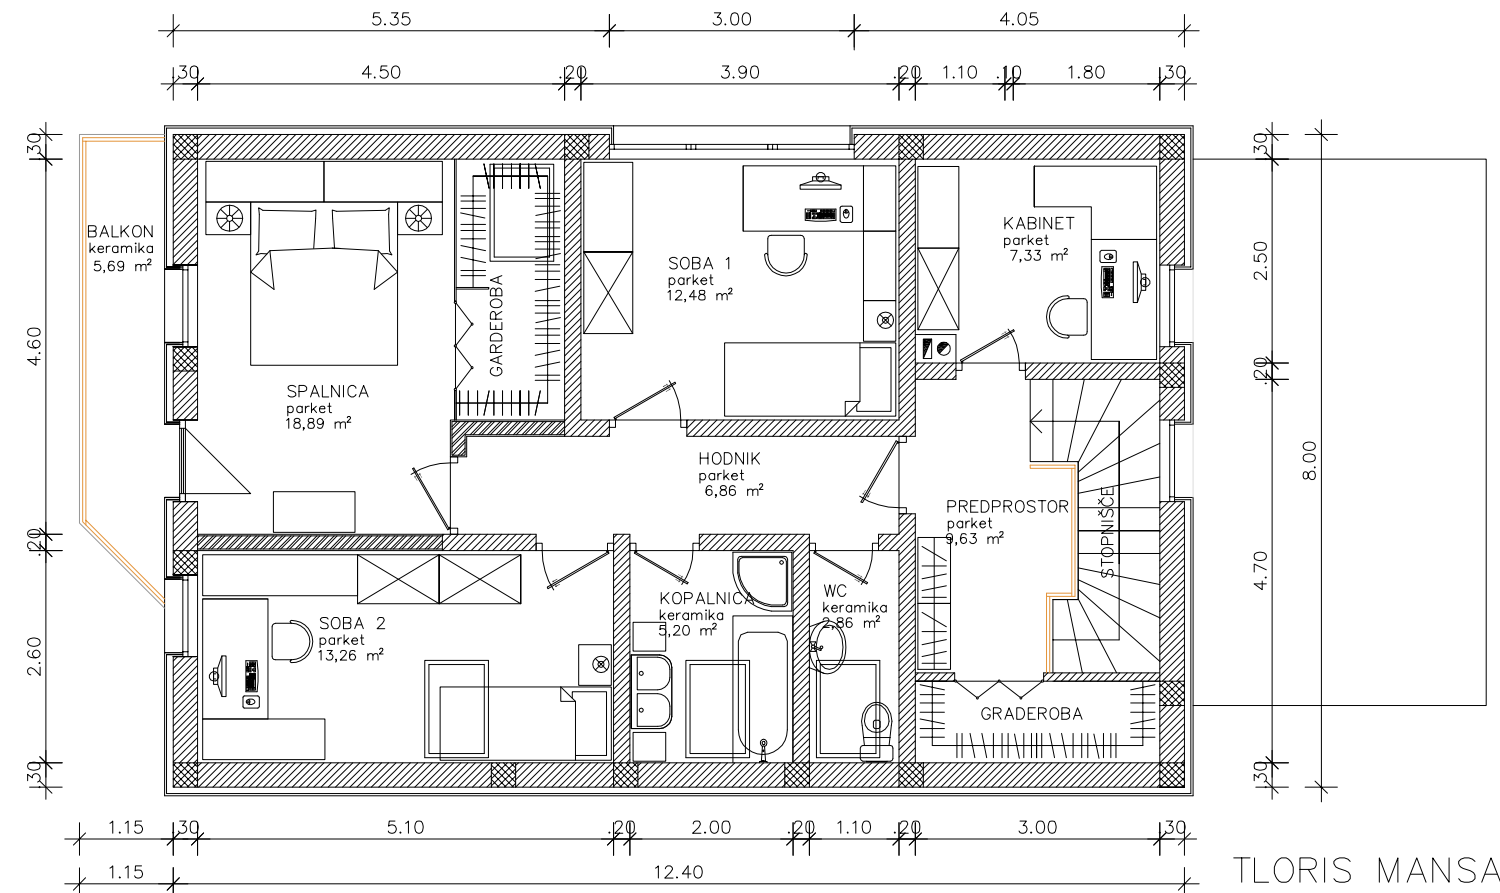 5.35 3.00 4.05
.30 4.50 .20 3.90 .20 1.10 .10 1.80 .30
.30
4.60
.20
2.60
.30
BALKON
keramika
5,69 m²
SPALNICA
parket
18,89 m²
GARDEROBA
SOBA 1
parket
12,48 m²
KABINET
parket
7,33 m²
HODNIK
parket
6,86 m²
PREDPROSTOR
parket
9,63 m²
STOPNIŠČE
SOBA 2
parket
13,26 m²
KOPALNICA
keramika
5,20 m²
WC
keramika
2,86 m²
GRADEROBA
.30
2.50
.20
4.70
.30
8.00
1.15 .30 5.10 .20 2.00 .20 1.10 .20 3.00 .30
1.15 12.40
TLORIS MANSA